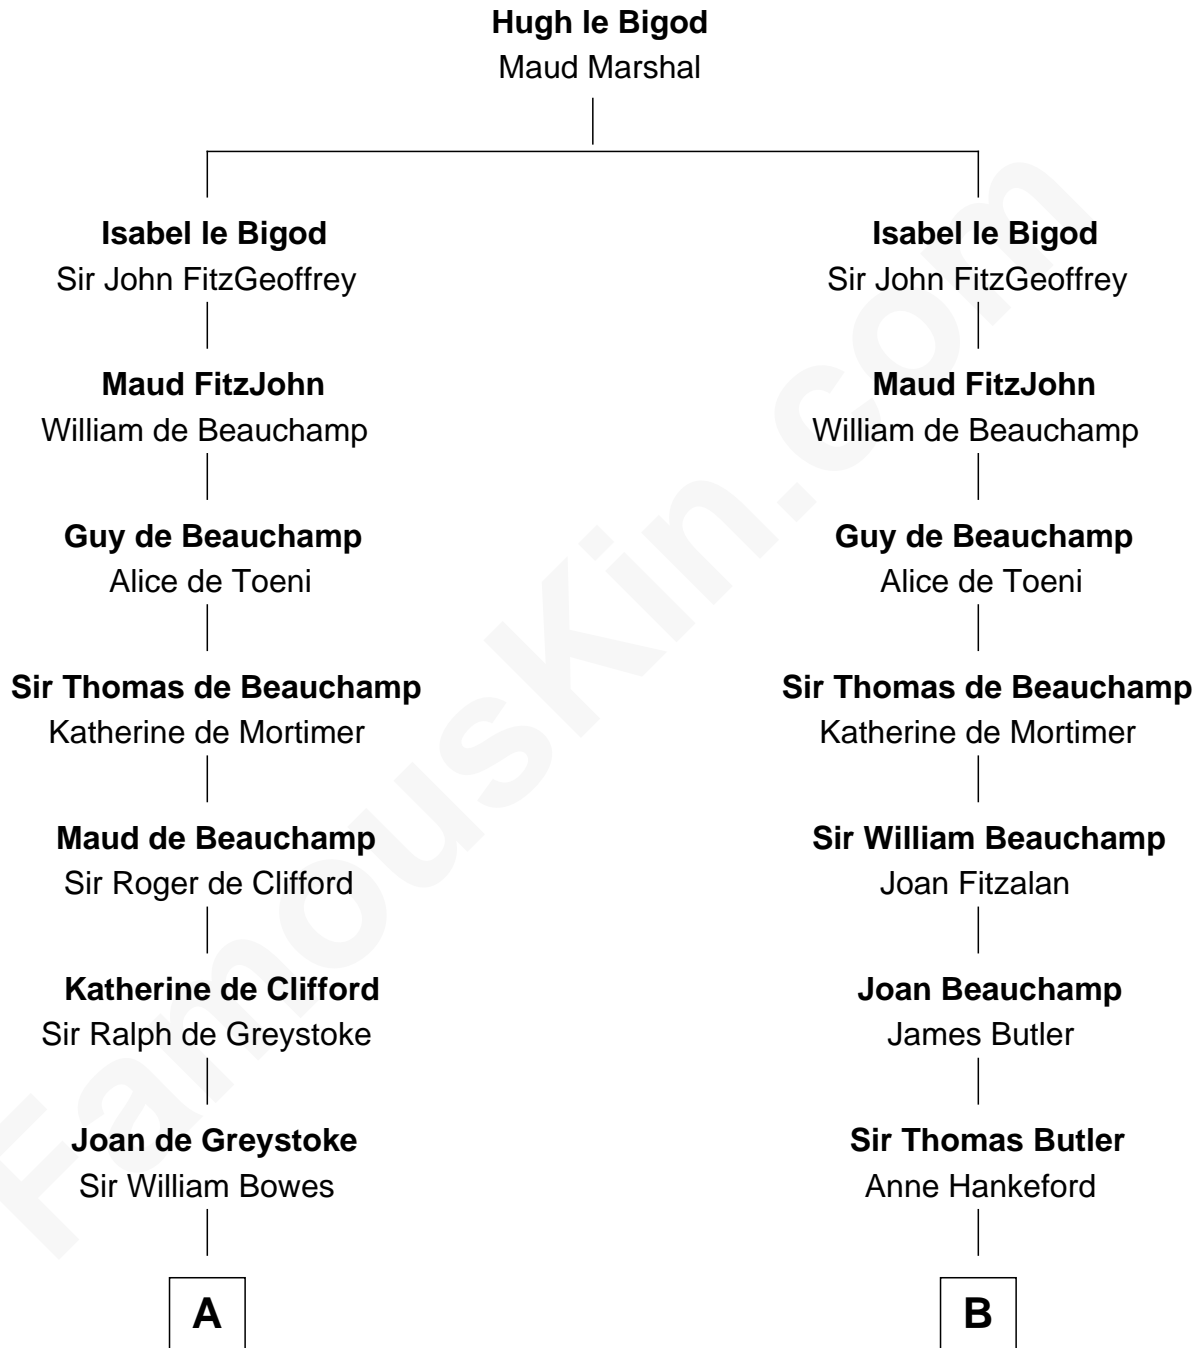 Hugh le Bigod
Maud Marshal
Isabel le Bigod
Sir John FitzGeoffrey
Maud FitzJohn
William de Beauchamp
Guy de Beauchamp
Alice de Toeni
Sir Thomas de Beauchamp
Katherine de Mortimer
Maud de Beauchamp
Sir Roger de Clifford
Katherine de Clifford
Sir Ralph de Greystoke
Joan de Greystoke
Sir William Bowes
A
Isabel le Bigod
Sir John FitzGeoffrey
Maud FitzJohn
William de Beauchamp
Guy de Beauchamp
Alice de Toeni
Sir Thomas de Beauchamp
Katherine de Mortimer
Sir William Beauchamp
Joan Fitzalan
Joan Beauchamp
James Butler
Sir Thomas Butler
Anne Hankeford
B
FamousKin.com